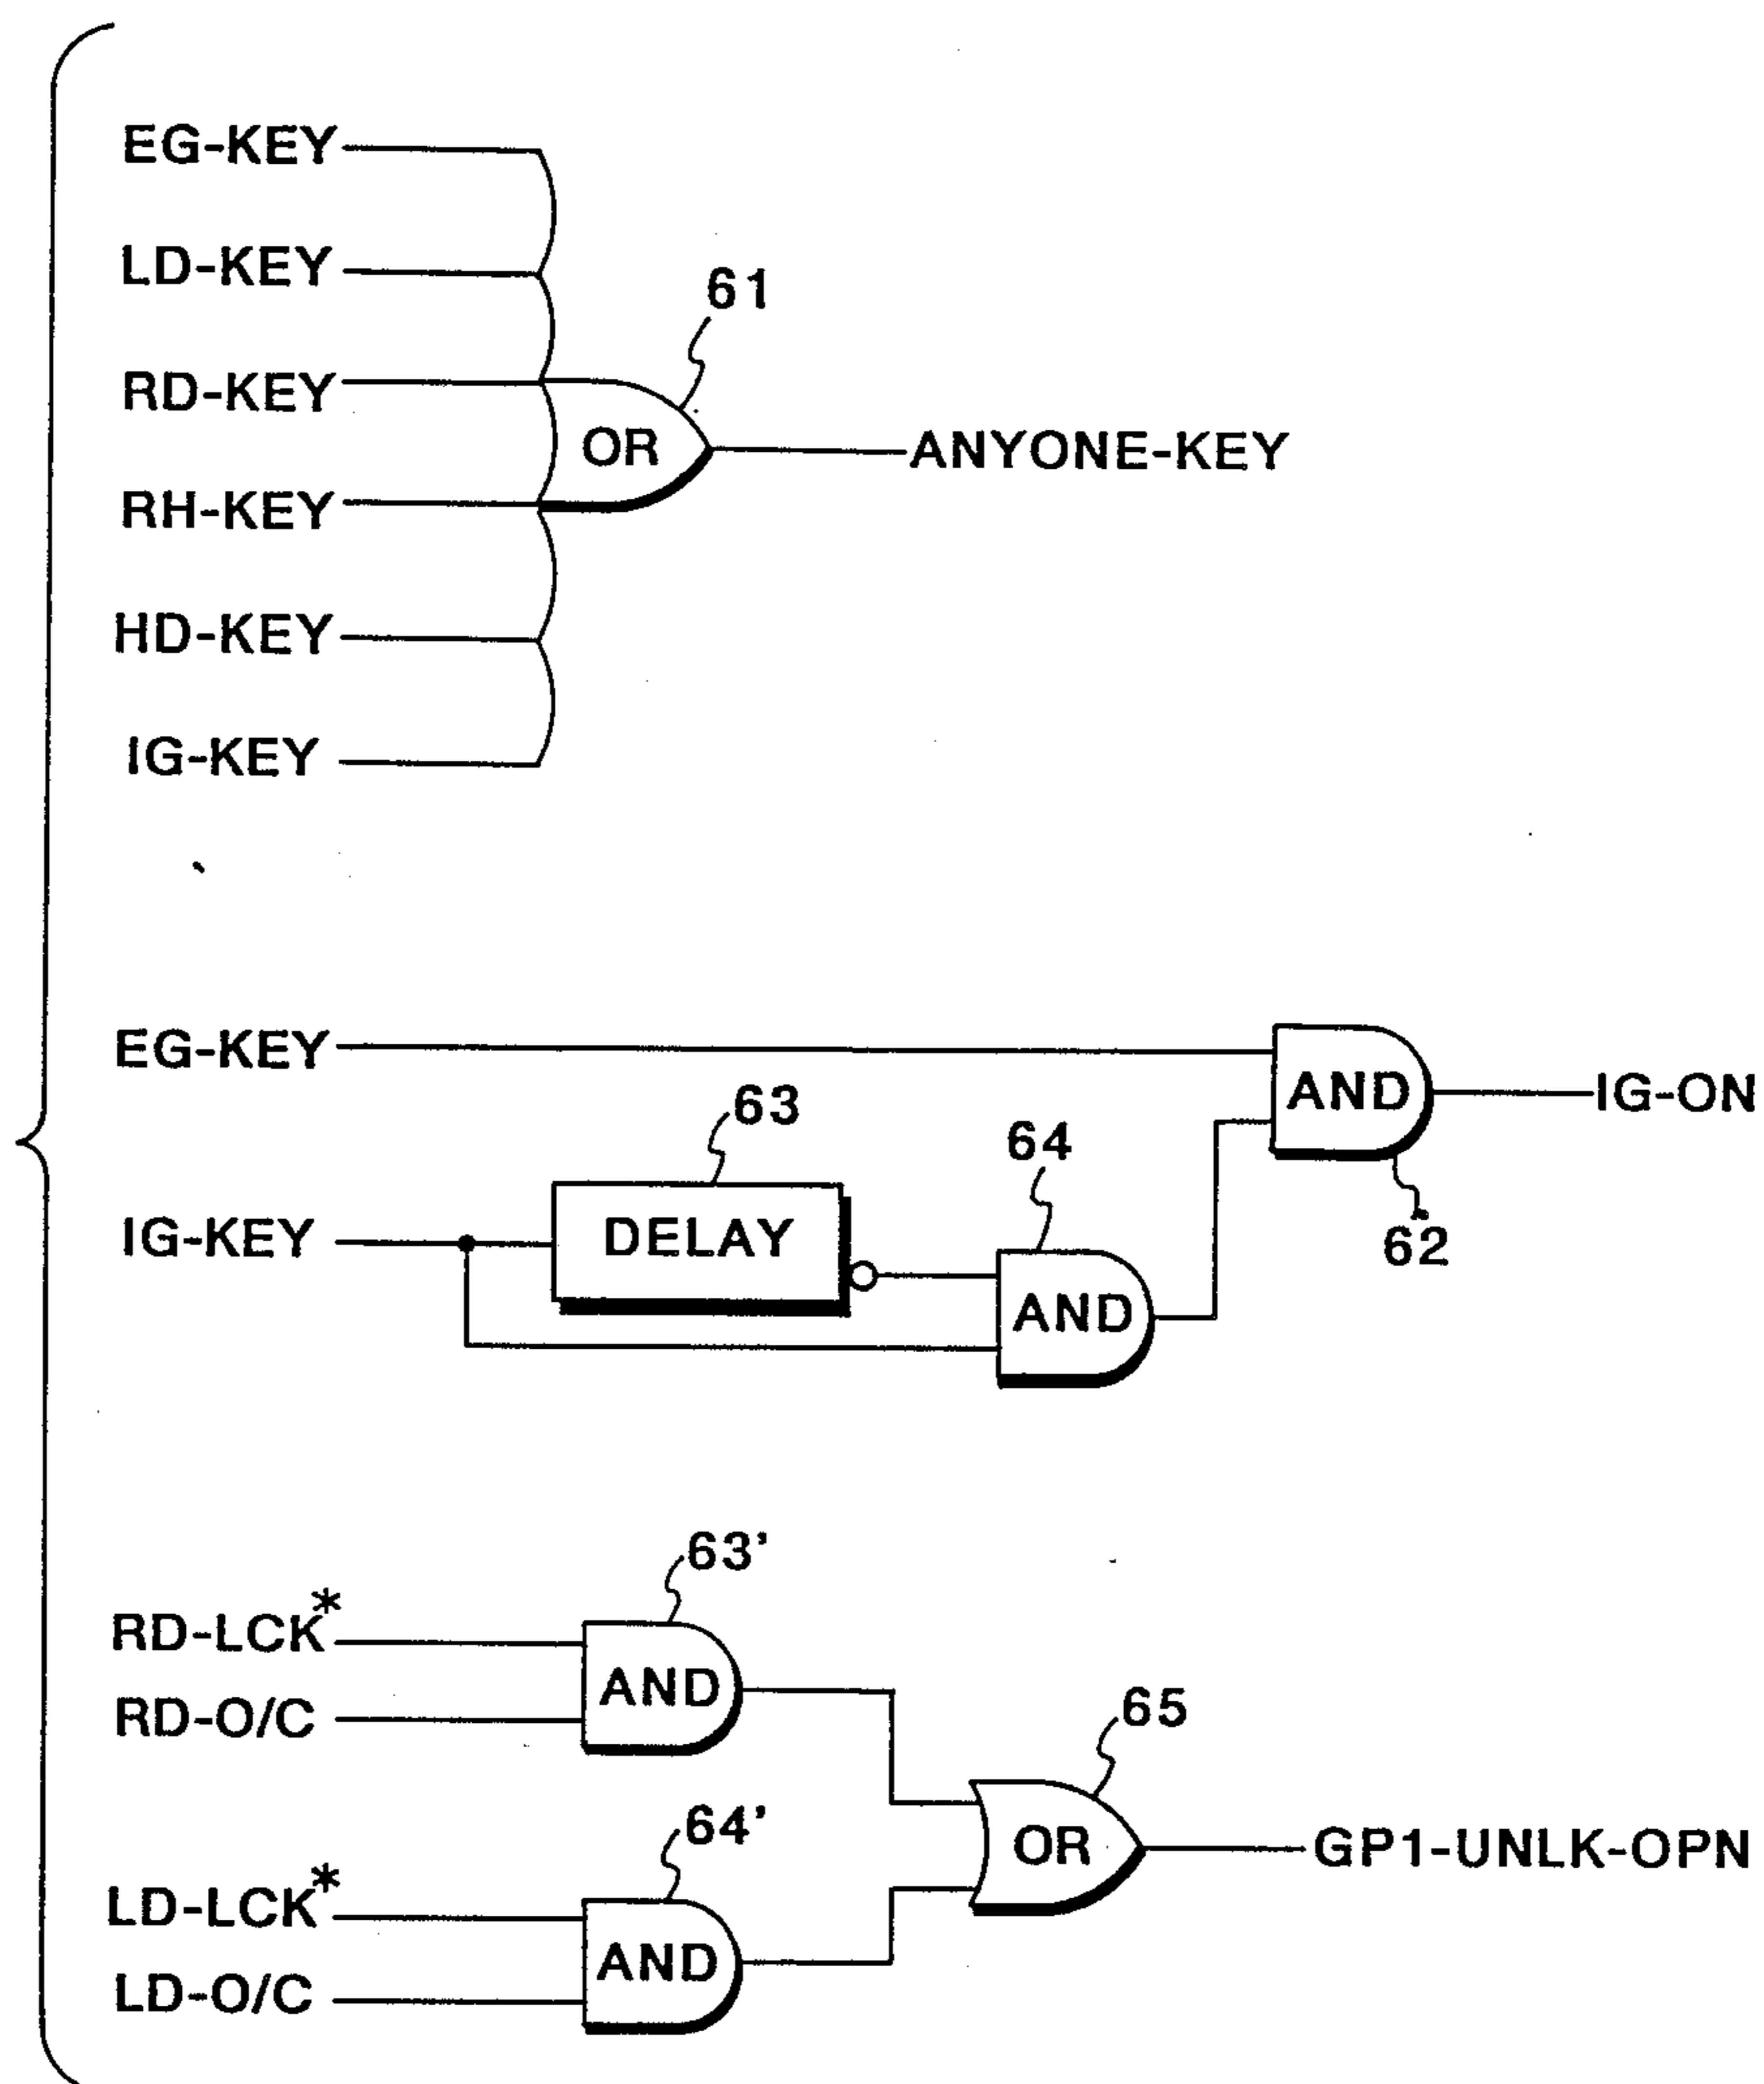 EG-KEY
LD-KEY
61
RD-KEY
OR
ANYONE-KEY
RH-KEY
HD-KEY
IG-KEY
EG-KEY
AND
IG-ON
63
64
62
IG-KEY
DELAY
AND
63'
RD-LCK*
AND
RD-O/C
65
64'
OR
GP1-UNLK-OPN
LD-LCK*
AND
LD-O/C